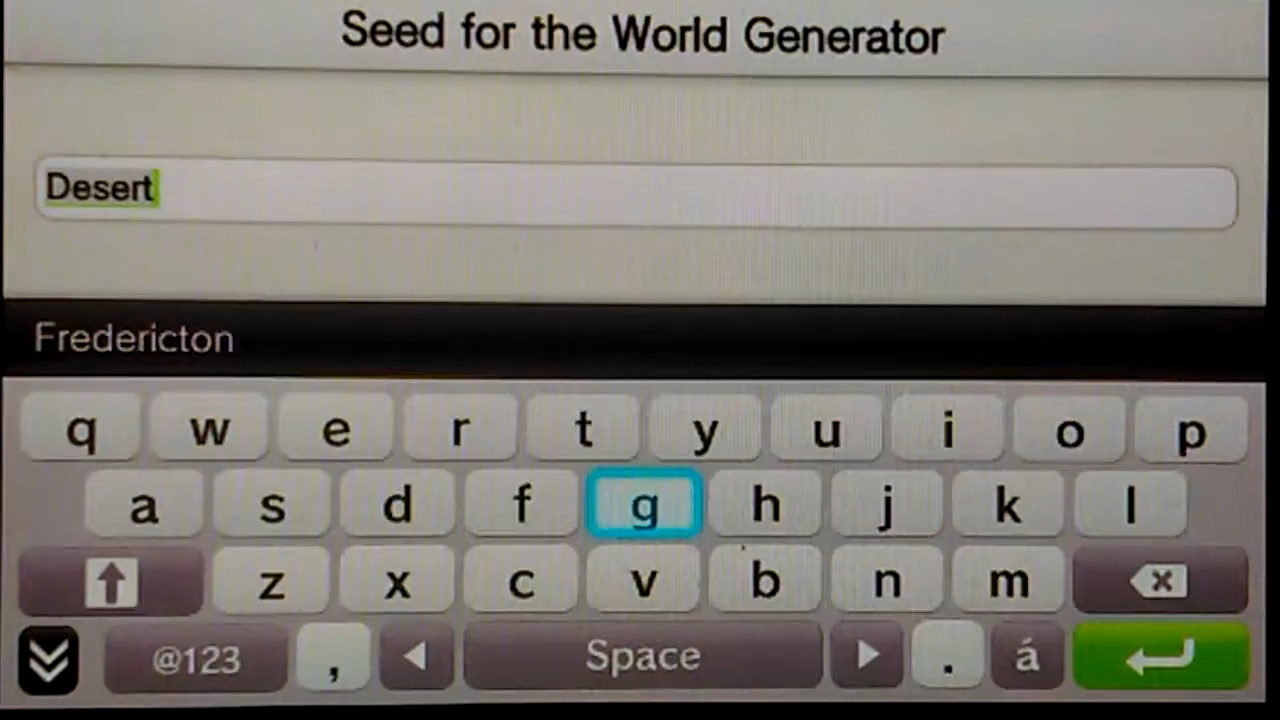 Seed for the World Generator
Desert
Fredericton
q w e r t y u i o p
a s d f g h j k l
z x c v b n m
@123 , Space . á